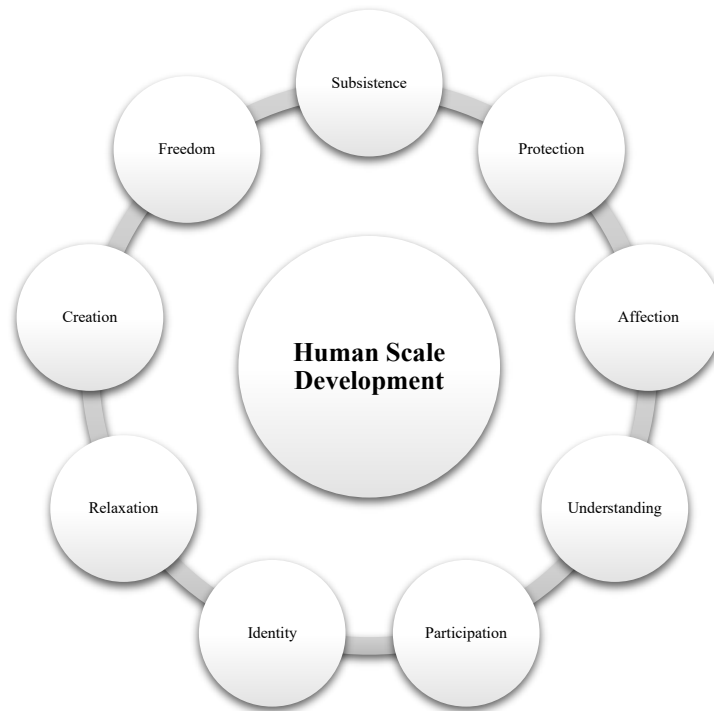 Subsistence
Protection
Affection
Understanding
Participation
Identity
Relaxation
Creation
Freedom
Human Scale
Development